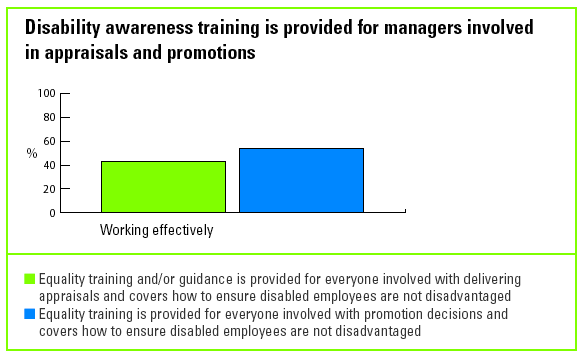 Disability awareness training is provided for managers involved
in appraisals and promotions
100
80
60
%
40
20
0
Working effectively
Equality training and/or guidance is provided for everyone involved with delivering
appraisals and covers how to ensure disabled employees are not disadvantaged
Equality training is provided for everyone involved with promotion decisions and
covers how to ensure disabled employees are not disadvantaged